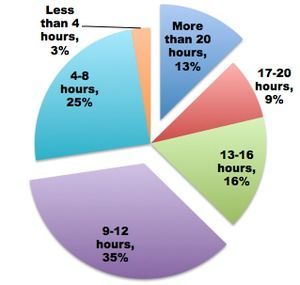 Less
than 4
hours,
3%
More
than 20
hours,
13%
17-20
hours,
9%
13-16
hours,
16%
9-12
hours,
35%
4-8
hours,
25%